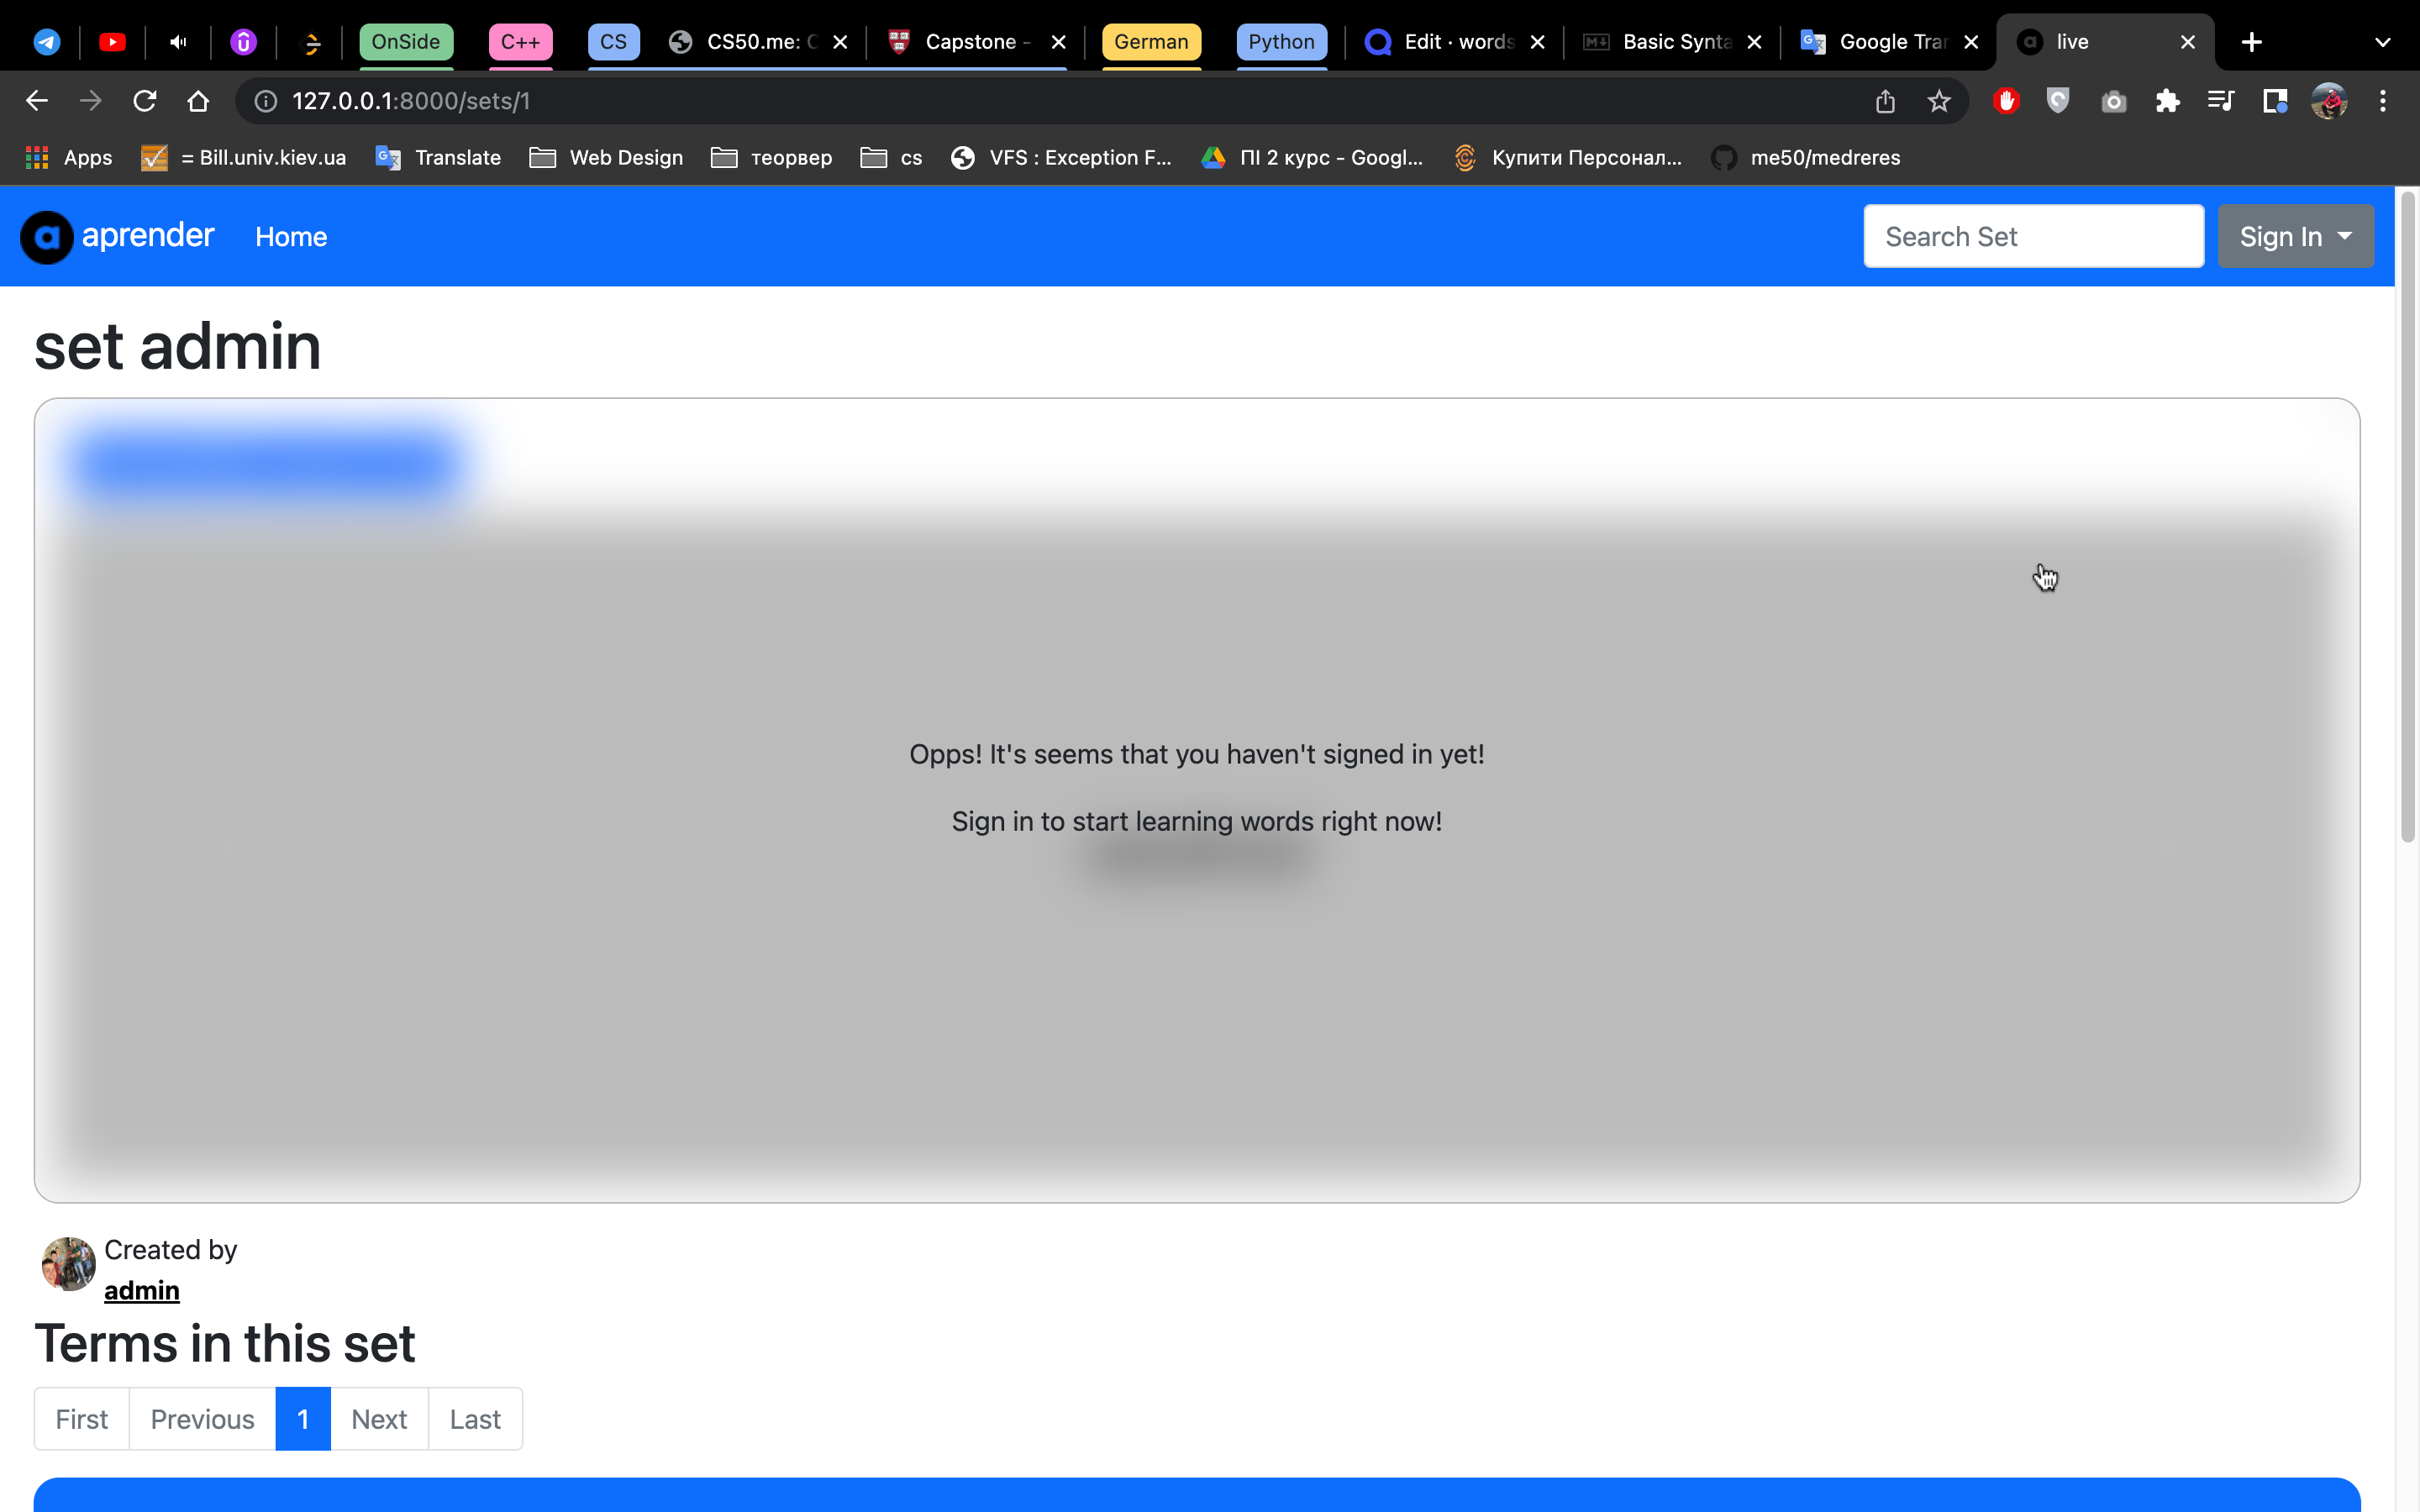 OnSide
C++
CS
CS50.me: C
Capstone -
German
Python
Edit · words
Basic Synta
Google Tran
live
127.0.0.1:8000/sets/1
Apps
= Bill.univ.kiev.ua
Translate
Web Design
теорвер
cs
VFS : Exception F...
ПІ 2 курс - Googl...
Купити Персонал...
me50/medreres
a aprender
Home
Search Set
Sign In
set admin
Opps! It's seems that you haven't signed in yet!
Sign in to start learning words right now!
Created by
admin
Terms in this set
First
Previous
1
Next
Last